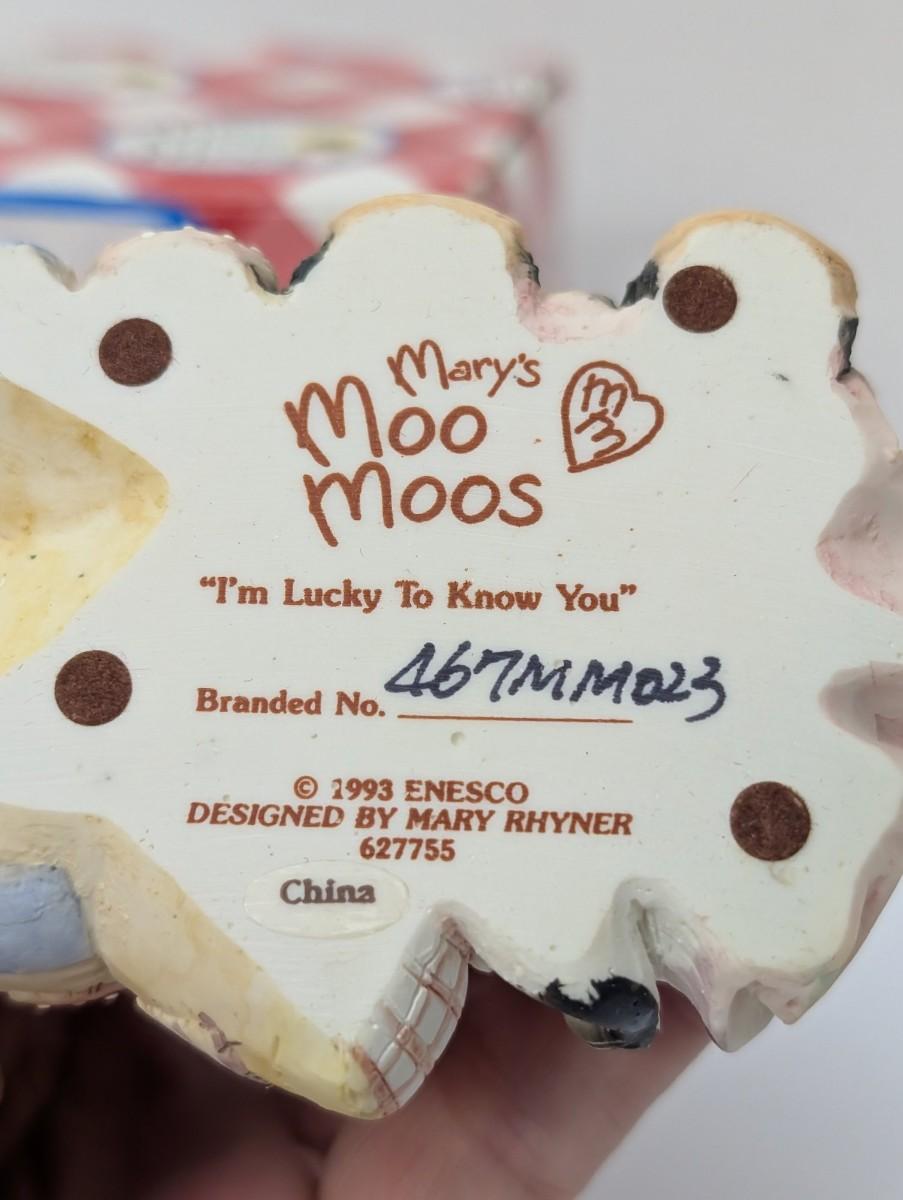 Mary's
Moo
Moos
"I'm Lucky To Know You"
Branded No. 467MM023
© 1993 ENESCO
DESIGNED BY MARY RHYNER
627755
China